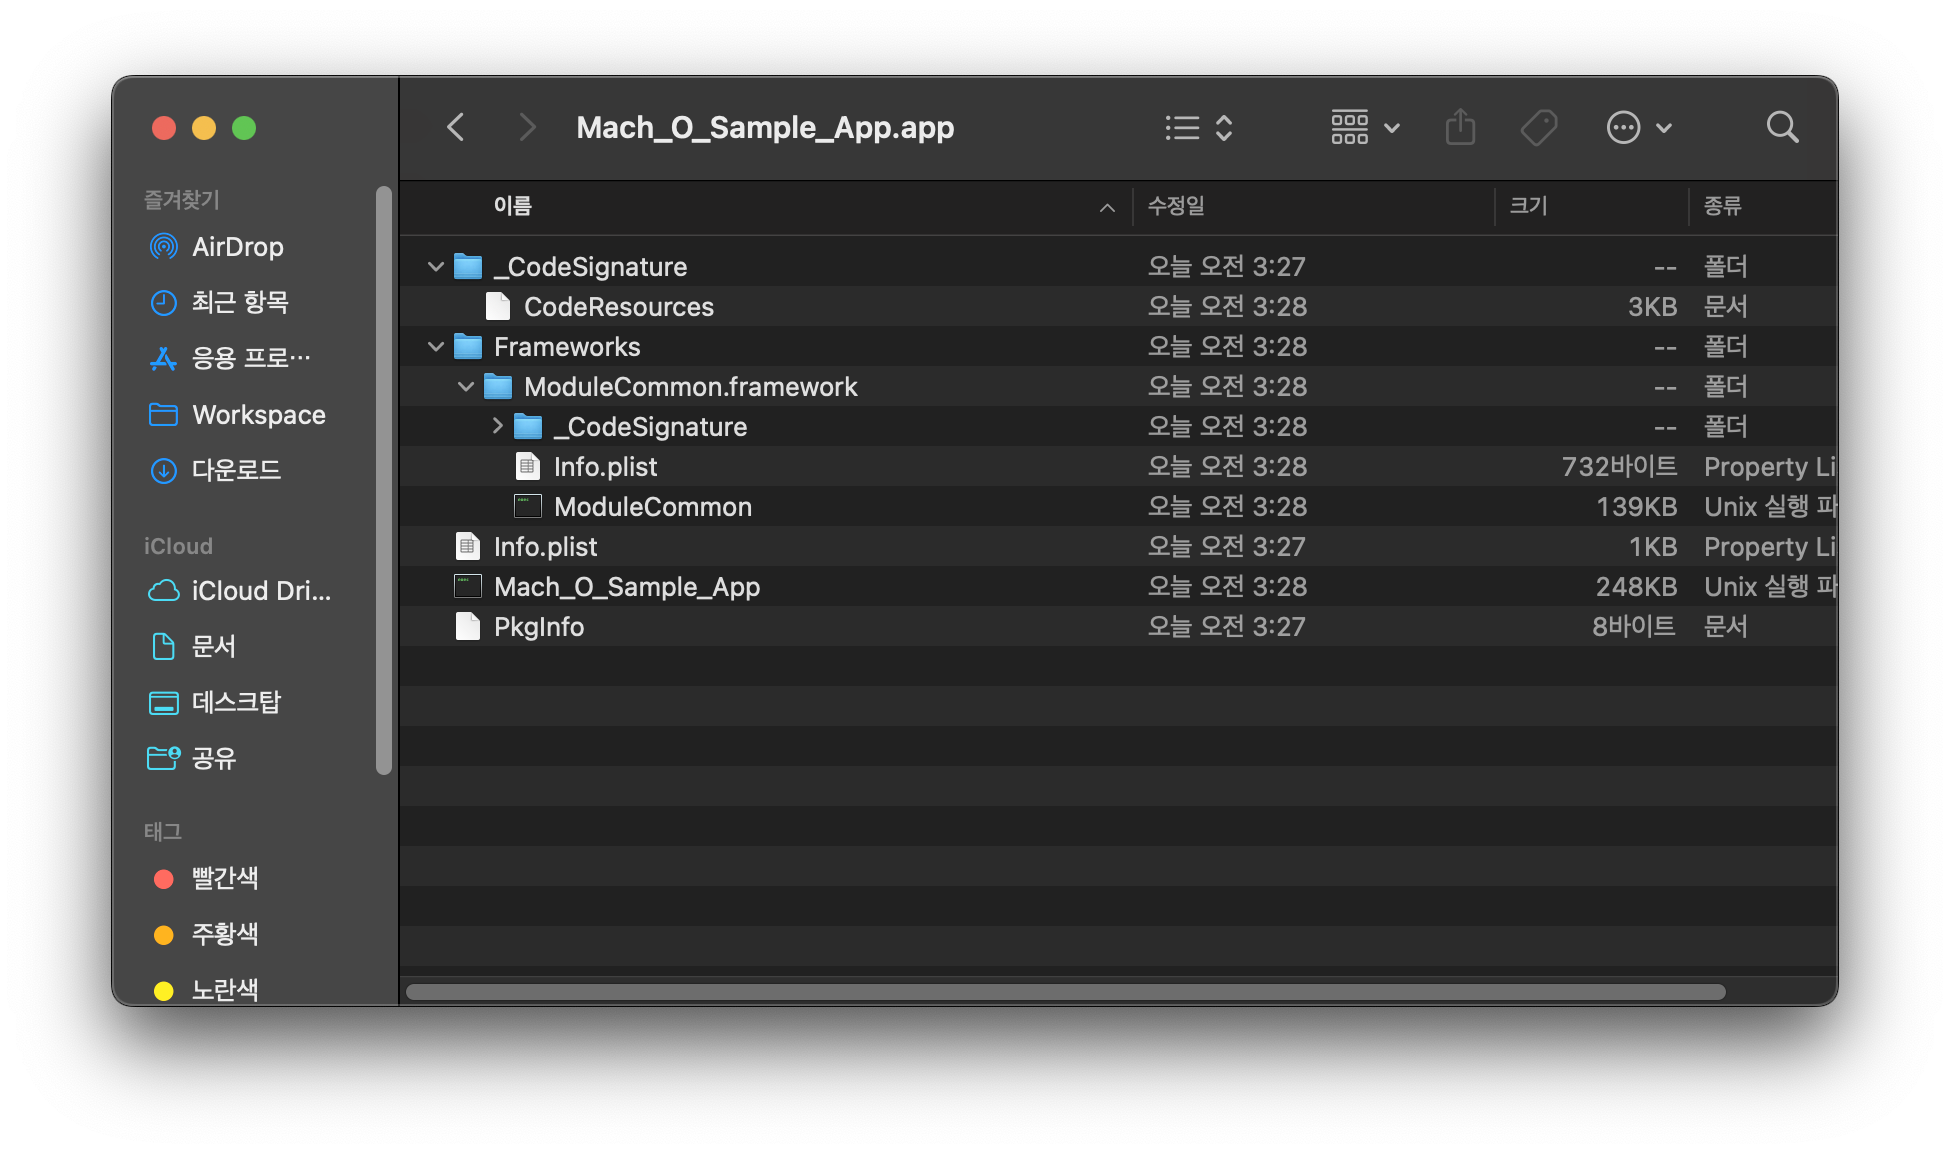 Mach_O_Sample_App.app
즐겨찾기
AirDrop
최근 항목
응용 프로…
Workspace
다운로드
iCloud
iCloud Dri...
문서
데스크탑
공유
태그
빨간색
주황색
노란색
이름 수정일 크기 종류
_CodeSignature 오늘 오전 3:27 -- 폴더
CodeResources 오늘 오전 3:28 3KB 문서
Frameworks 오늘 오전 3:28 -- 폴더
ModuleCommon.framework 오늘 오전 3:28 -- 폴더
_CodeSignature 오늘 오전 3:28 -- 폴더
Info.plist 오늘 오전 3:28 732바이트 Property Li
ModuleCommon 오늘 오전 3:28 139KB Unix 실행 파
Info.plist 오늘 오전 3:27 1KB Property Li
Mach_O_Sample_App 오늘 오전 3:28 248KB Unix 실행 파
PkgInfo 오늘 오전 3:27 8바이트 문서